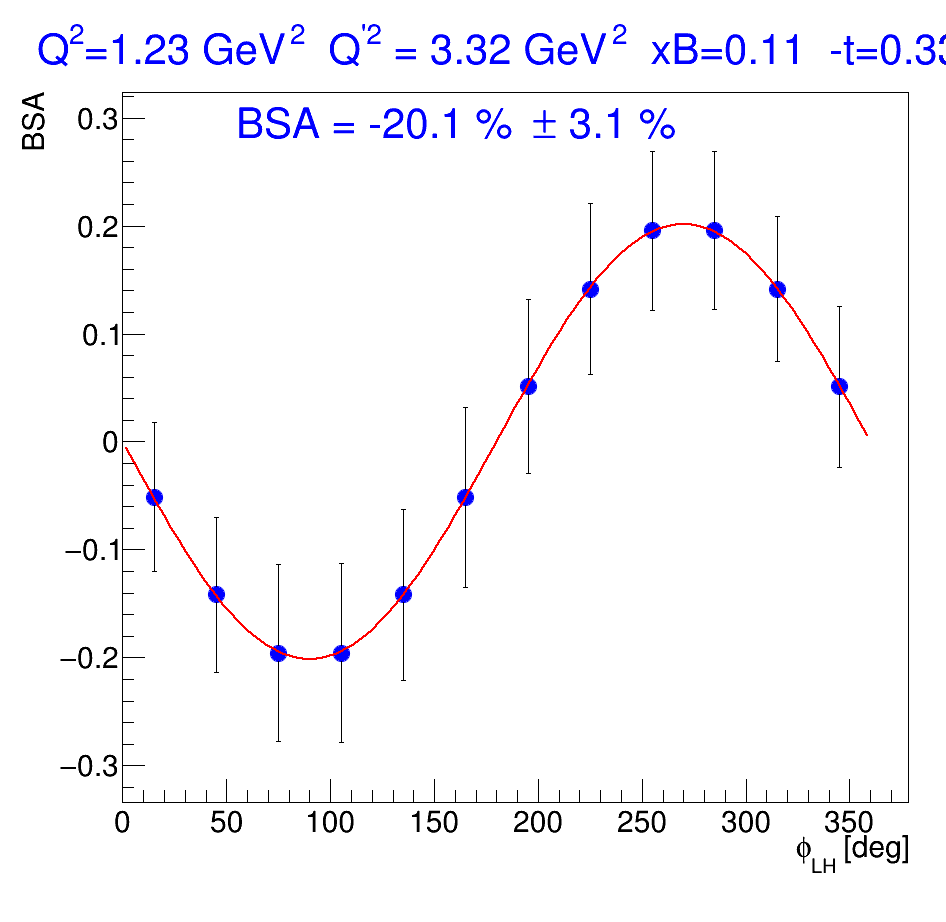 Q²=1.23 GeV² Q'² = 3.32 GeV² xB=0.11 -t=0.33
BSA = -20.1 % ± 3.1 %
BSA
0.3
0.2
0.1
0
−0.1
−0.2
−0.3
0 50 100 150 200 250 300 350
ϕLH [deg]